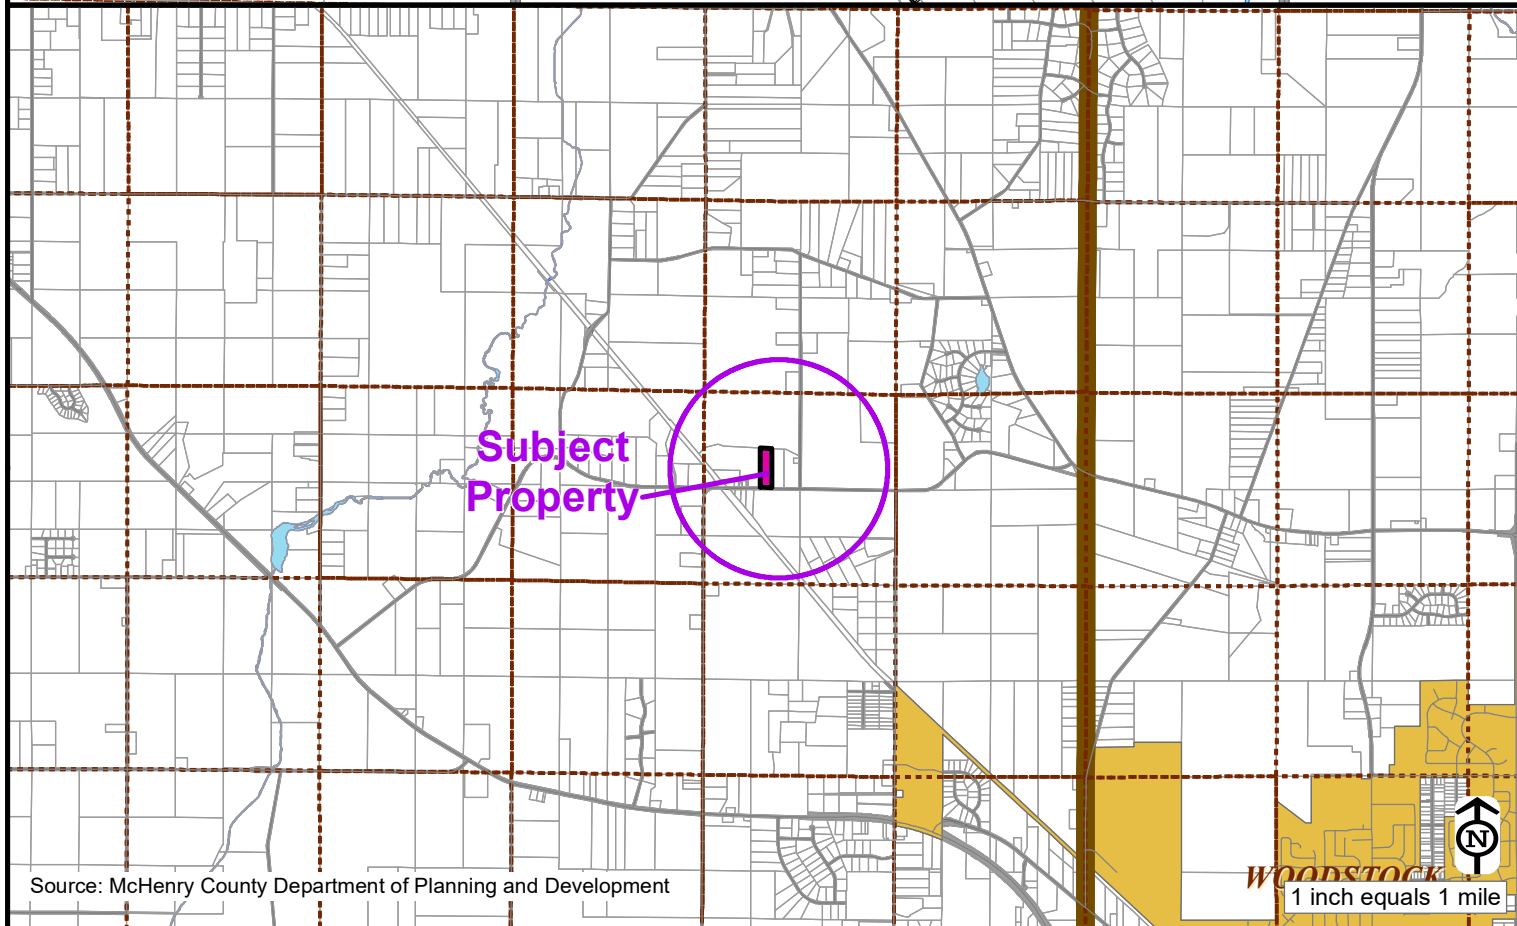 Subject
Property
Source: McHenry County Department of Planning and Development
N
WOODSTOCK
1 inch equals 1 mile